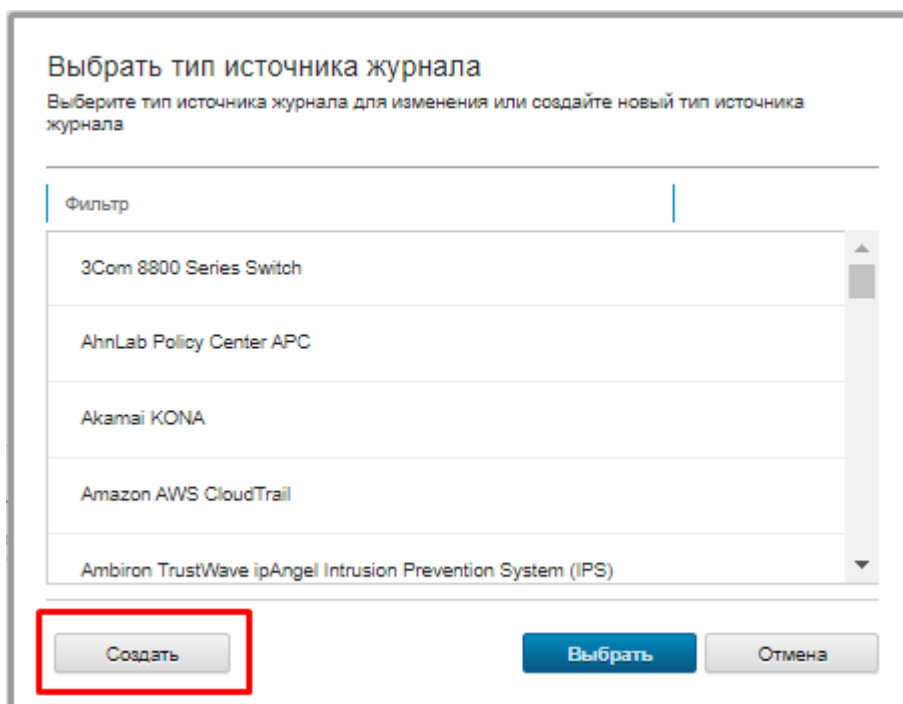 Выбрать тип источника журнала
Выберите тип источника журнала для изменения или создайте новый тип источника
журнала
Фильтр
3Com 8800 Series Switch
AhnLab Policy Center APC
Akamai KONA
Amazon AWS CloudTrail
Ambiron TrustWave ipAngel Intrusion Prevention System (IPS)
Создать
Выбрать
Отмена